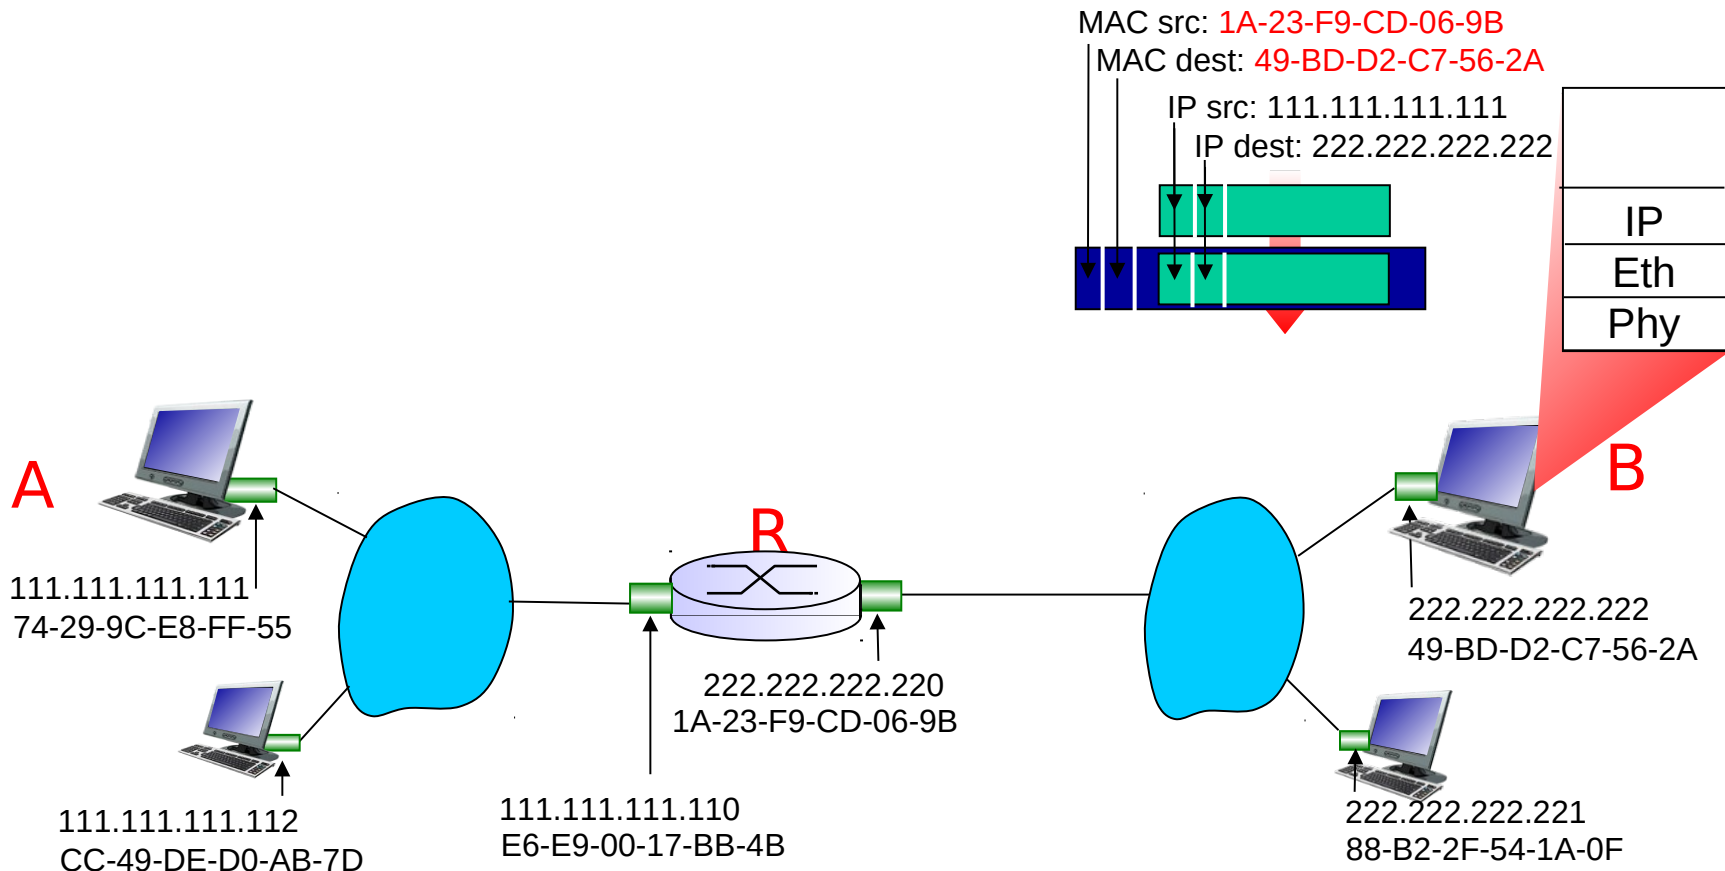 MAC src: 1A-23-F9-CD-06-9B
MAC dest: 49-BD-D2-C7-56-2A
IP src: 111.111.111.111
IP dest: 222.222.222.222
IP
Eth
Phy
A
R
B
111.111.111.111
74-29-9C-E8-FF-55
222.222.222.222
49-BD-D2-C7-56-2A
222.222.222.220
1A-23-F9-CD-06-9B
111.111.111.112
CC-49-DE-D0-AB-7D
111.111.111.110
E6-E9-00-17-BB-4B
222.222.222.221
88-B2-2F-54-1A-0F